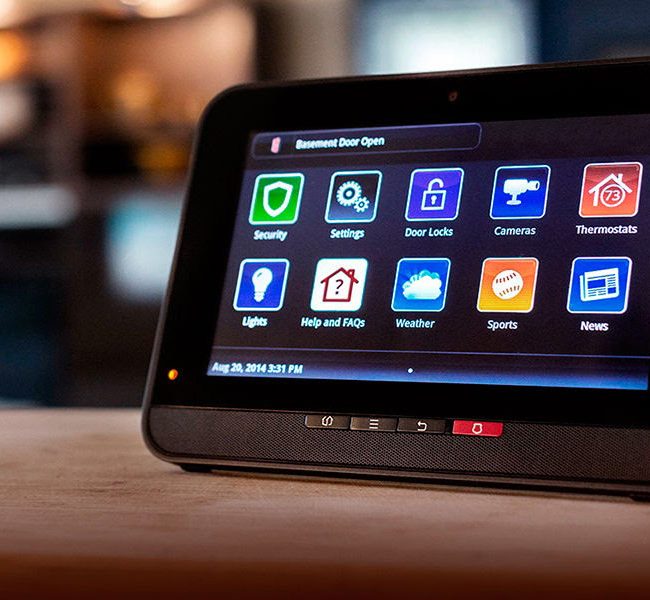 Basement Door Open
Security Settings Door Locks Cameras Thermostats
73
Lights Help and FAQs Weather Sports News
Aug 20, 2014 3:31 PM